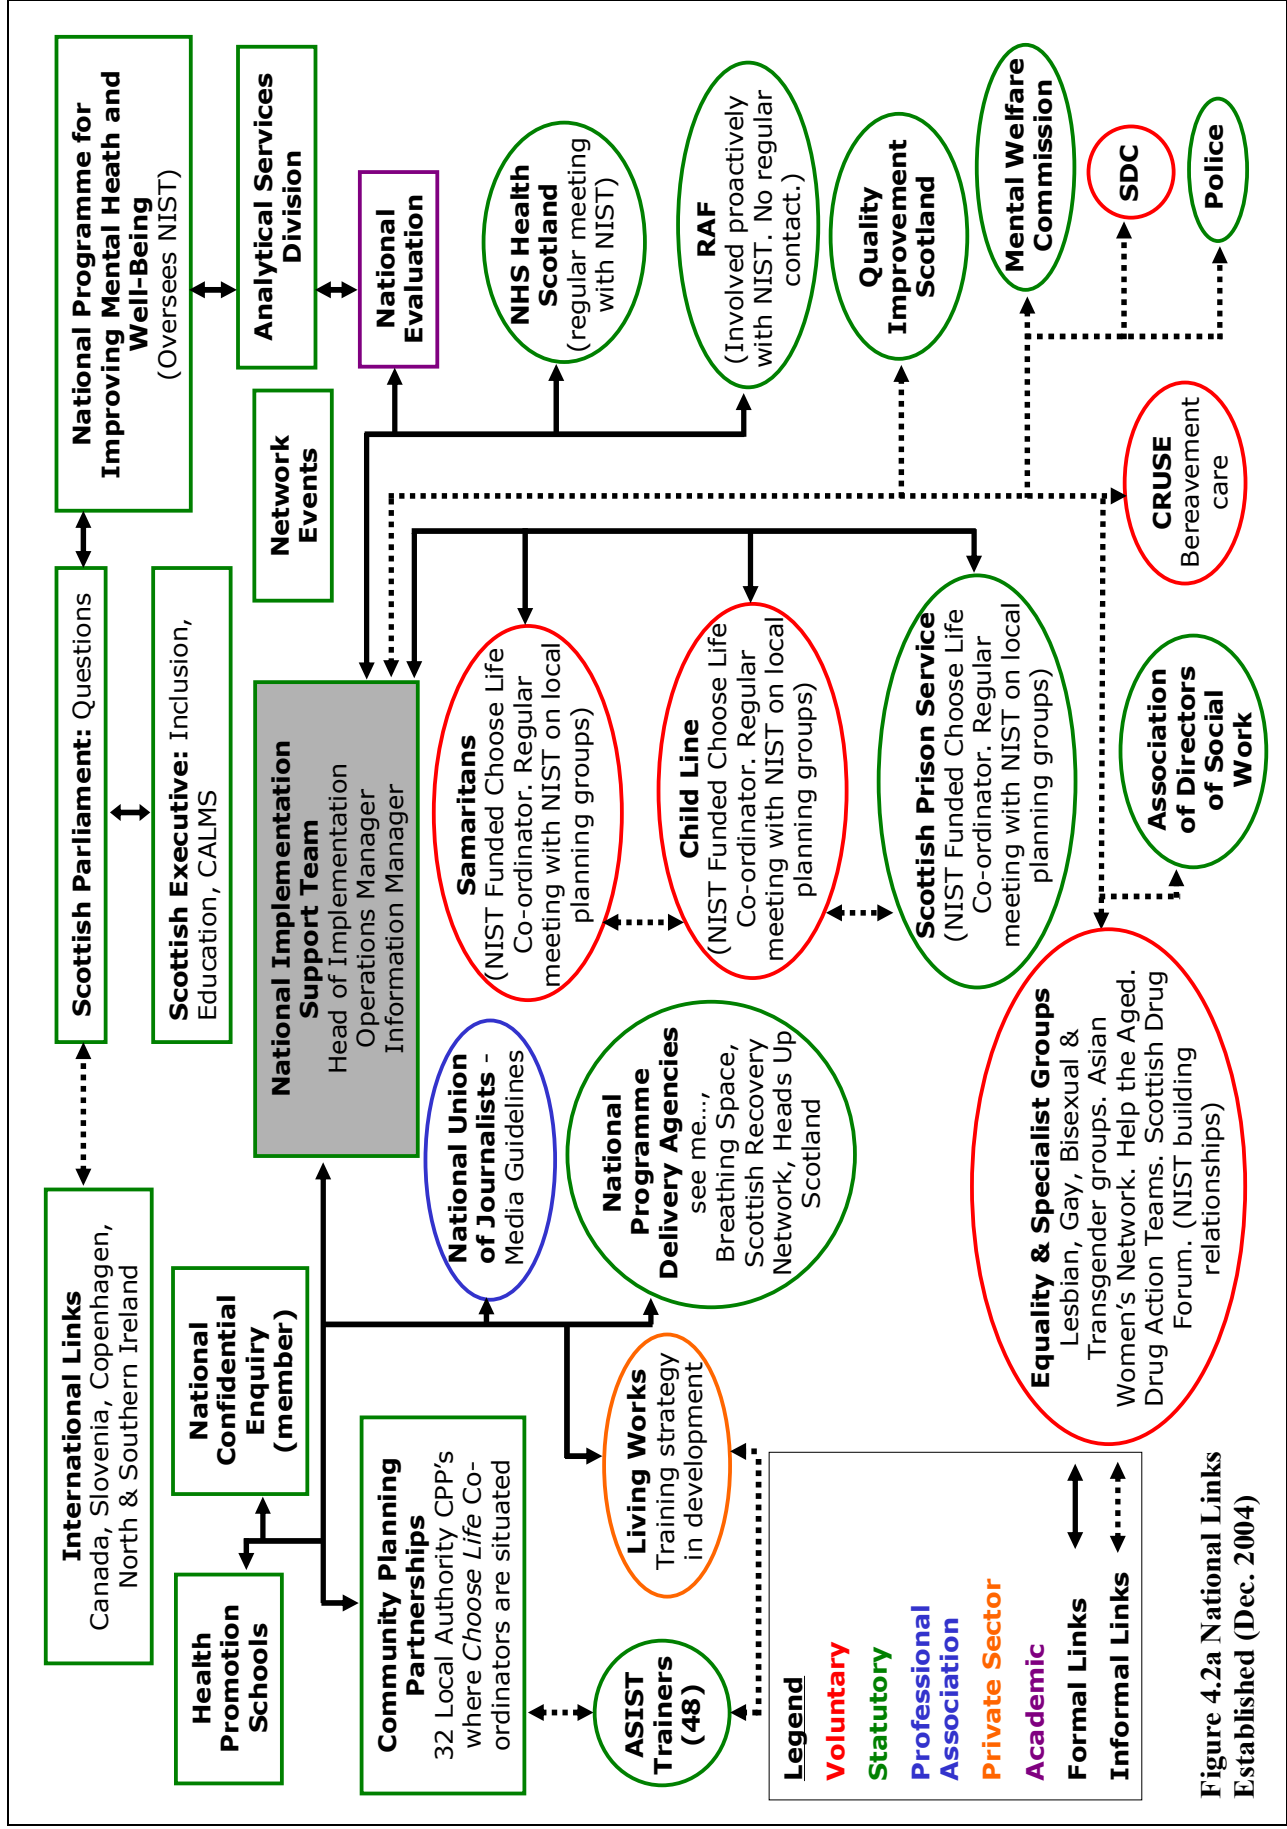 International Links
Canada, Slovenia, Copenhagen,
North & Southern Ireland
Scottish Parliament: Questions
National Programme for
Improving Mental Heath and
Well-Being
(Oversees NIST)
Scottish Executive: Inclusion,
Education, CALMS
Analytical Services
Division
Health
Promotion
Schools
National
Confidential
Enquiry
(member)
National Implementation
Support Team
Head of Implementation
Operations Manager
Information Manager
Network
Events
National
Evaluation
Community Planning
Partnerships
32 Local Authority CPP's
where Choose Life Co-
ordinators are situated
National Union
of Journalists -
Media Guidelines
Samaritans
(NIST Funded Choose Life
Co-ordinator. Regular
meeting with NIST on local
planning groups)
NHS Health
Scotland
(regular meeting
with NIST)
ASIST
Trainers
(48)
Living Works
Training strategy
in development
National
Programme
Delivery Agencies
see me...,
Breathing Space,
Scottish Recovery
Network, Heads Up
Scotland
Child Line
(NIST Funded Choose Life
Co-ordinator. Regular
meeting with NIST on local
planning groups)
RAF
(Involved proactively
with NIST. No regular
contact.)
Scottish Prison Service
(NIST Funded Choose Life
Co-ordinator. Regular
meeting with NIST on local
planning groups)
Quality
Improvement
Scotland
Mental Welfare
Commission
Equality & Specialist Groups
Lesbian, Gay, Bisexual &
Transgender groups. Asian
Women's Network. Help the Aged.
Drug Action Teams. Scottish Drug
Forum. (NIST building
relationships)
Association
of Directors
of Social
Work
CRUSE
Bereavement
care
SDC
Police
Legend
Voluntary
Statutory
Professional
Association
Private Sector
Academic
Formal Links
Informal Links
Figure 4.2a National Links
Established (Dec. 2004)